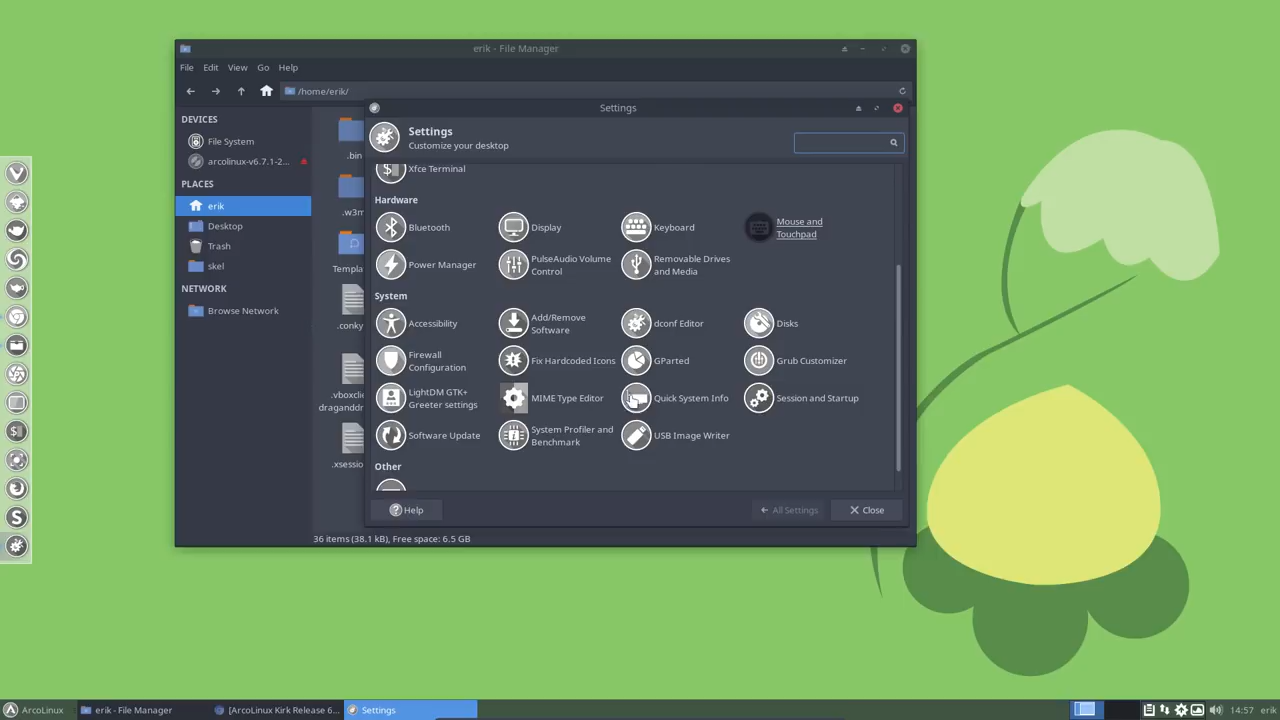 erik - File Manager
File Edit View Go Help
/home/erik/
DEVICES
File System
arcolinux-v6.7.1-2...
PLACES
erik
Desktop
Trash
skel
NETWORK
Browse Network
.bin
.w3m
Templa
.conky
.vboxclie
draganddr
.xsessio
36 items (38.1 kB), Free space: 6.5 GB
Settings
Settings
Customize your desktop
Xfce Terminal
Hardware
Bluetooth
Display
Keyboard
Mouse and
Touchpad
Power Manager
PulseAudio Volume
Control
Removable Drives
and Media
System
Accessibility
Add/Remove
Software
dconf Editor
Disks
Firewall
Configuration
Fix Hardcoded Icons
GParted
Grub Customizer
LightDM GTK+
Greeter settings
MIME Type Editor
Quick System Info
Session and Startup
Software Update
System Profiler and
Benchmark
USB Image Writer
Other
Help
All Settings
Close
ArcoLinux
erik - File Manager
[ArcoLinux Kirk Release 6...
Settings
14:57 erik